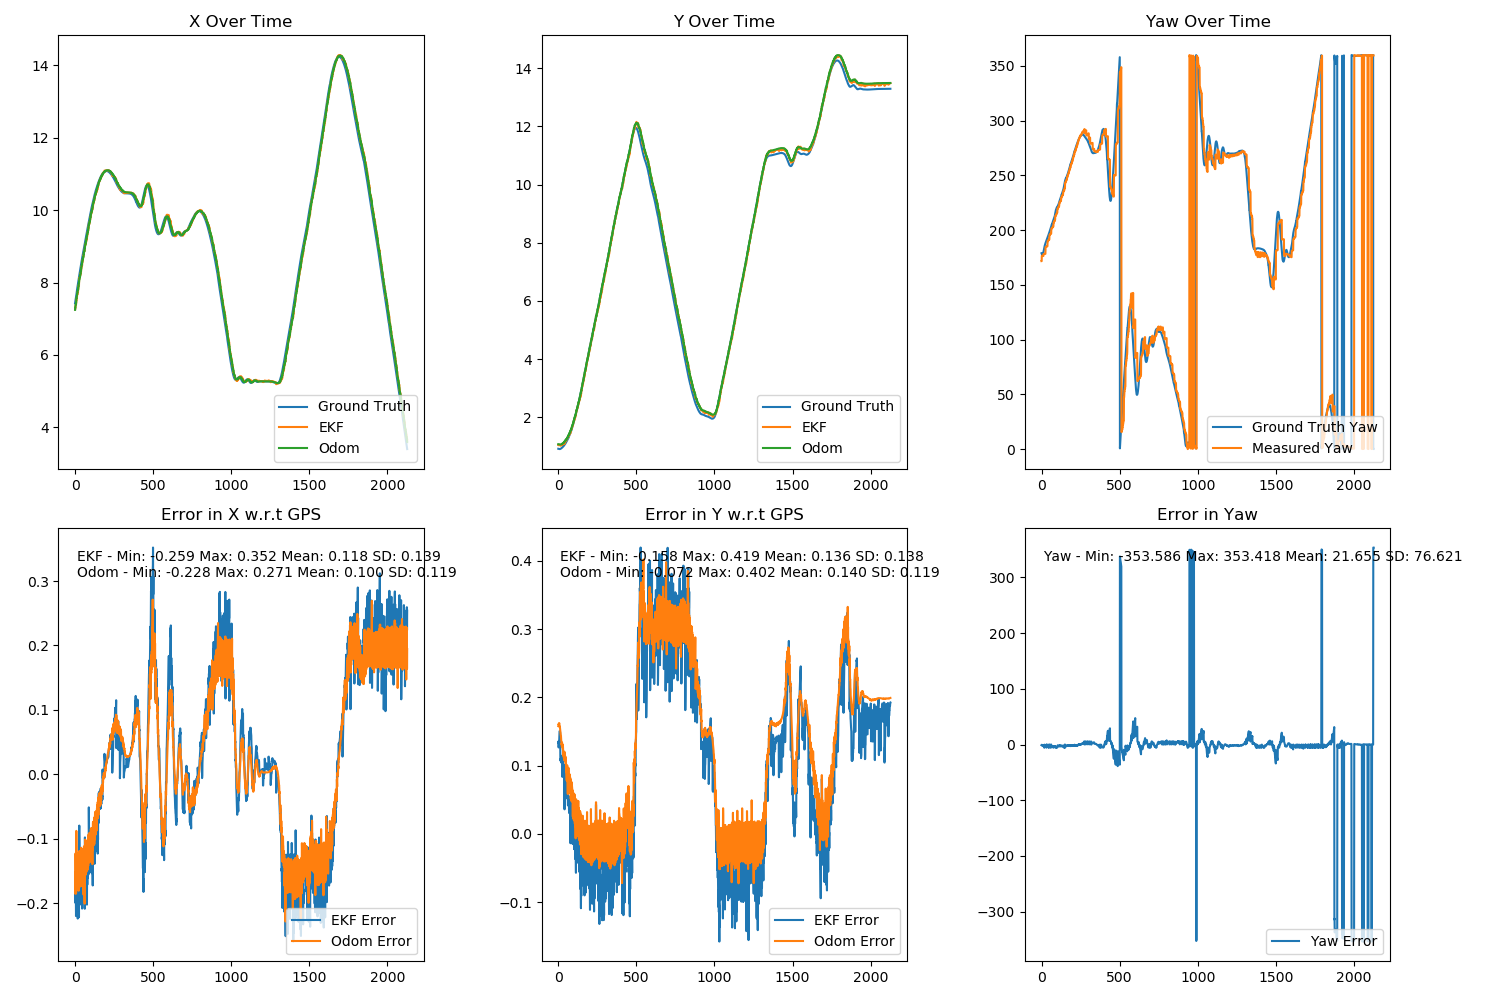 X Over Time
14
12
10
8
6
4
0
500
1000
1500
2000
Ground Truth
EKF
Odom
Y Over Time
14
12
10
8
6
4
2
0
500
1000
1500
2000
Ground Truth
EKF
Odom
Yaw Over Time
350
300
250
200
150
100
50
0
0
500
1000
1500
2000
Ground Truth Yaw
Measured Yaw
Error in X w.r.t GPS
EKF - Min: -0.259 Max: 0.352 Mean: 0.118 SD: 0.139
Odom - Min: -0.228 Max: 0.271 Mean: 0.100 SD: 0.119
0.3
0.2
0.1
0.0
−0.1
−0.2
0
500
1000
1500
2000
EKF Error
Odom Error
Error in Y w.r.t GPS
EKF - Min: -0.158 Max: 0.419 Mean: 0.136 SD: 0.138
Odom - Min: -0.072 Max: 0.402 Mean: 0.140 SD: 0.119
0.4
0.3
0.2
0.1
0.0
−0.1
0
500
1000
1500
2000
EKF Error
Odom Error
Error in Yaw
Yaw - Min: -353.586 Max: 353.418 Mean: 21.655 SD: 76.621
300
200
100
0
−100
−200
−300
0
500
1000
1500
2000
Yaw Error